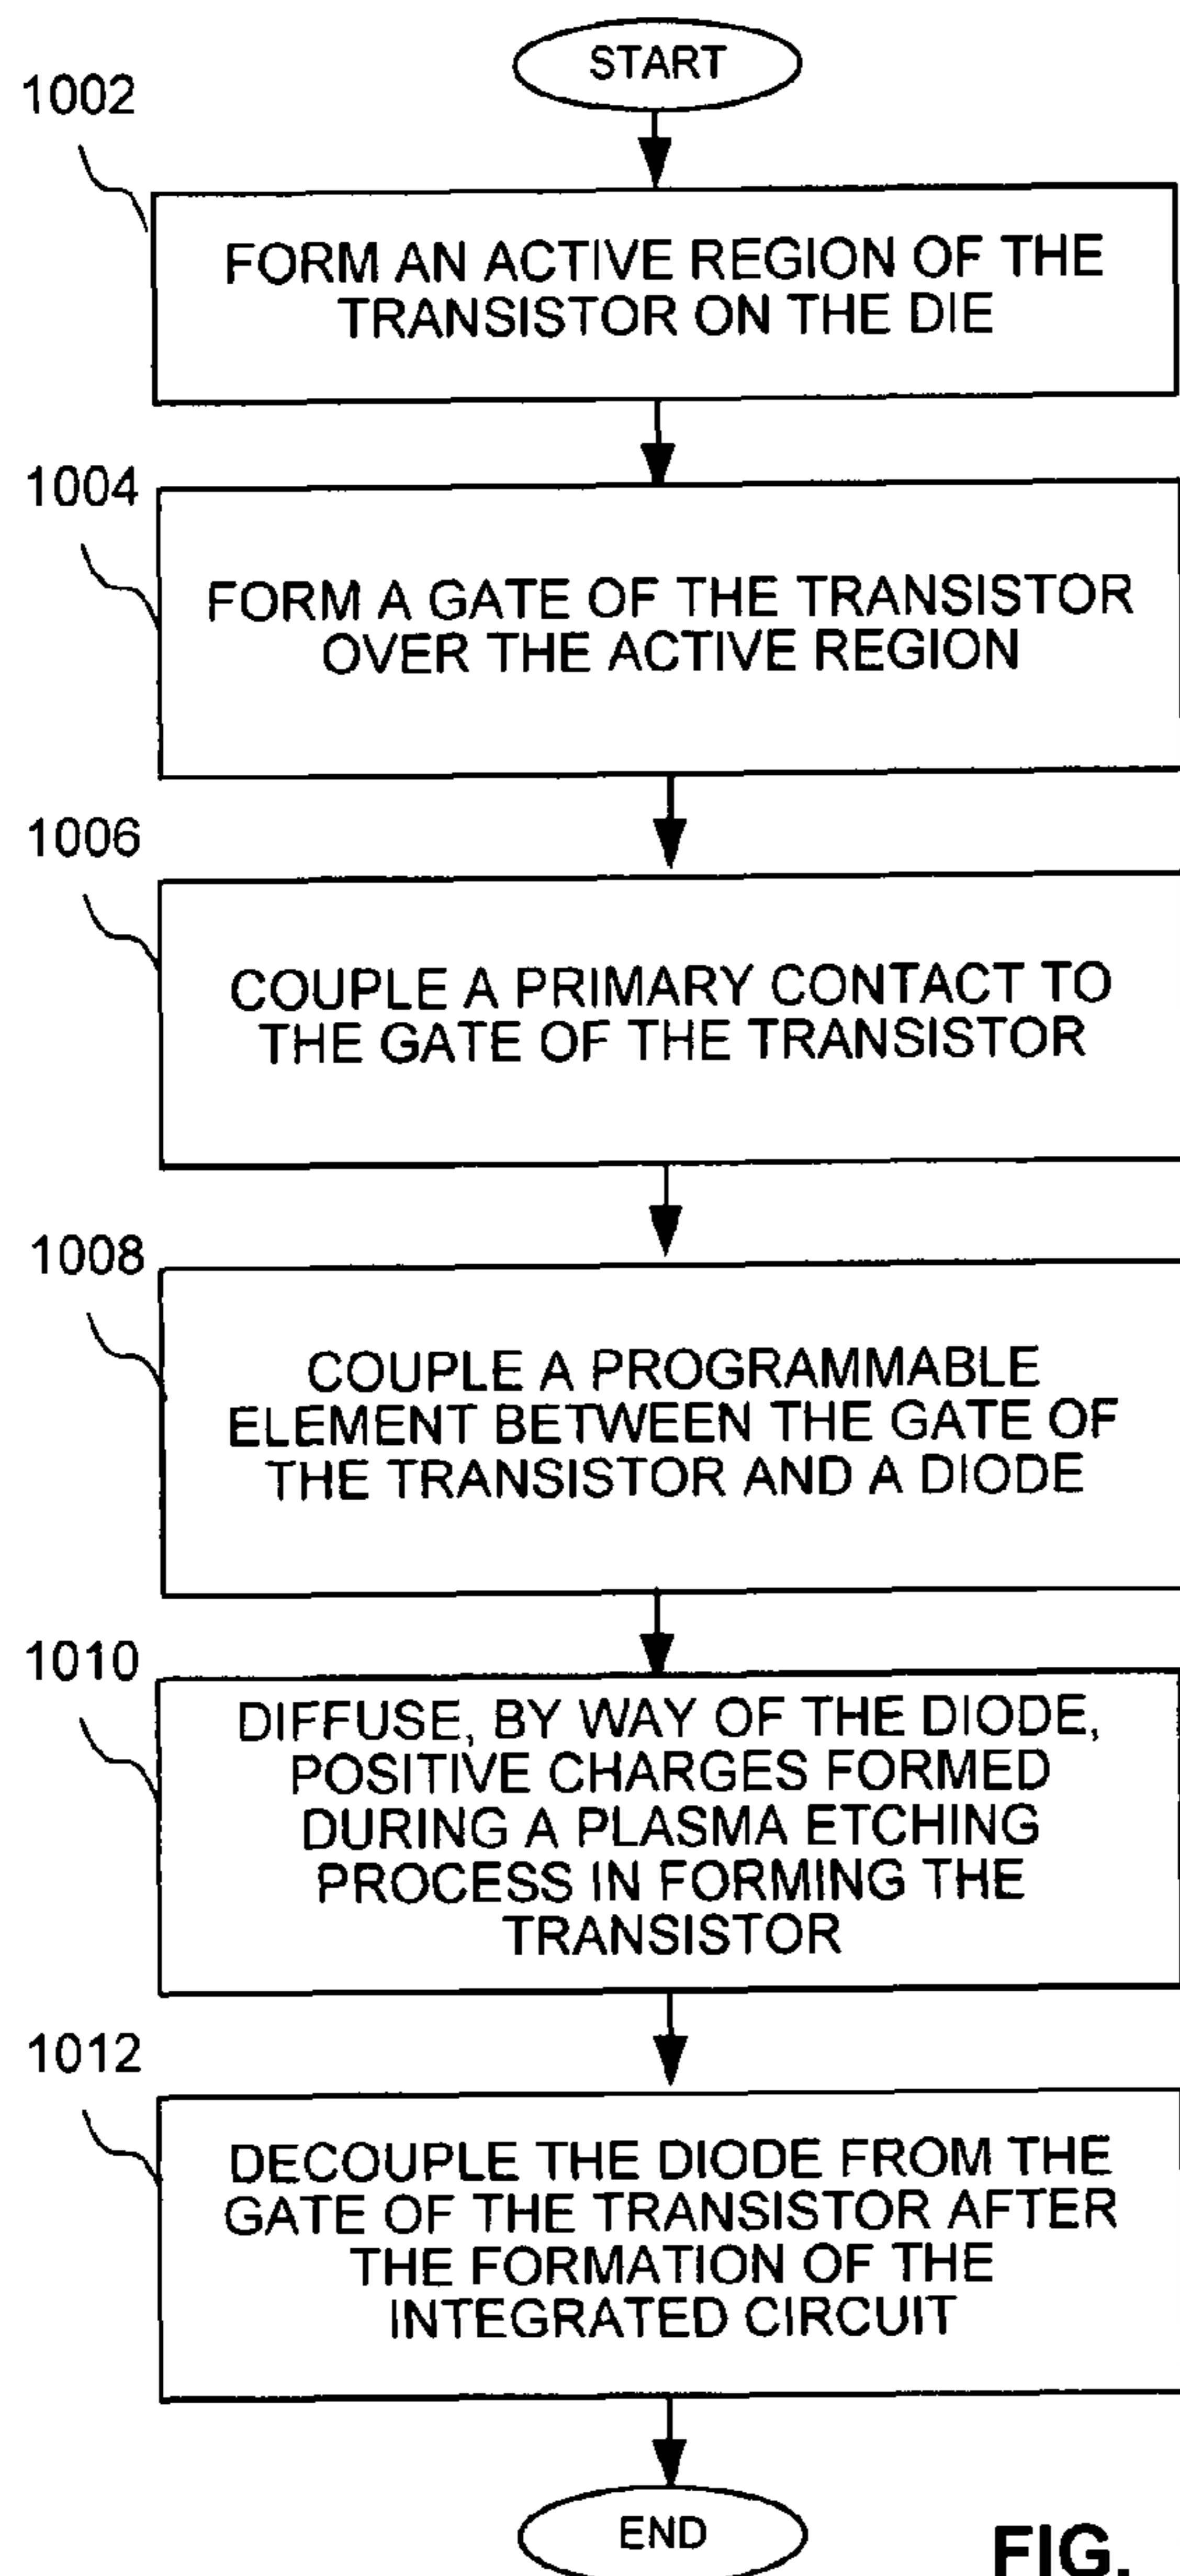 START
1002
FORM AN ACTIVE REGION OF THE
TRANSISTOR ON THE DIE
1004
FORM A GATE OF THE TRANSISTOR
OVER THE ACTIVE REGION
1006
COUPLE A PRIMARY CONTACT TO
THE GATE OF THE TRANSISTOR
1008
COUPLE A PROGRAMMABLE
ELEMENT BETWEEN THE GATE OF
THE TRANSISTOR AND A DIODE
1010
DIFFUSE, BY WAY OF THE DIODE,
POSITIVE CHARGES FORMED
DURING A PLASMA ETCHING
PROCESS IN FORMING THE
TRANSISTOR
1012
DECOUPLE THE DIODE FROM THE
GATE OF THE TRANSISTOR AFTER
THE FORMATION OF THE
INTEGRATED CIRCUIT
END
FIG.